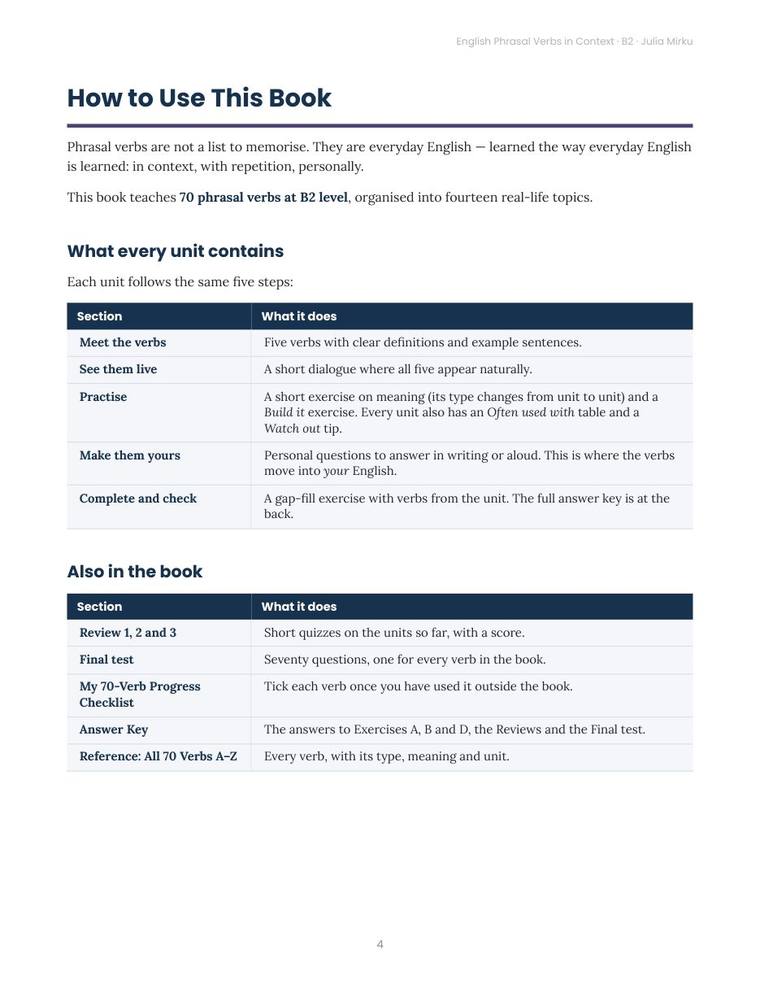 English Phrasal Verbs in Context · B2 · Julia Mirku
How to Use This Book
Phrasal verbs are not a list to memorise. They are everyday English — learned the way everyday English
is learned: in context, with repetition, personally.
This book teaches 70 phrasal verbs at B2 level, organised into fourteen real-life topics.
What every unit contains
Each unit follows the same five steps:
Section What it does
Meet the verbs Five verbs with clear definitions and example sentences.
See them live A short dialogue where all five appear naturally.
Practise A short exercise on meaning (its type changes from unit to unit) and a
Build it exercise. Every unit also has an Often used with table and a
Watch out tip.
Make them yours Personal questions to answer in writing or aloud. This is where the verbs
move into your English.
Complete and check A gap-fill exercise with verbs from the unit. The full answer key is at the
back.
Also in the book
Section What it does
Review 1, 2 and 3 Short quizzes on the units so far, with a score.
Final test Seventy questions, one for every verb in the book.
My 70-Verb Progress Tick each verb once you have used it outside the book.
Checklist
Answer Key The answers to Exercises A, B and D, the Reviews and the Final test.
Reference: All 70 Verbs A–Z Every verb, with its type, meaning and unit.
4